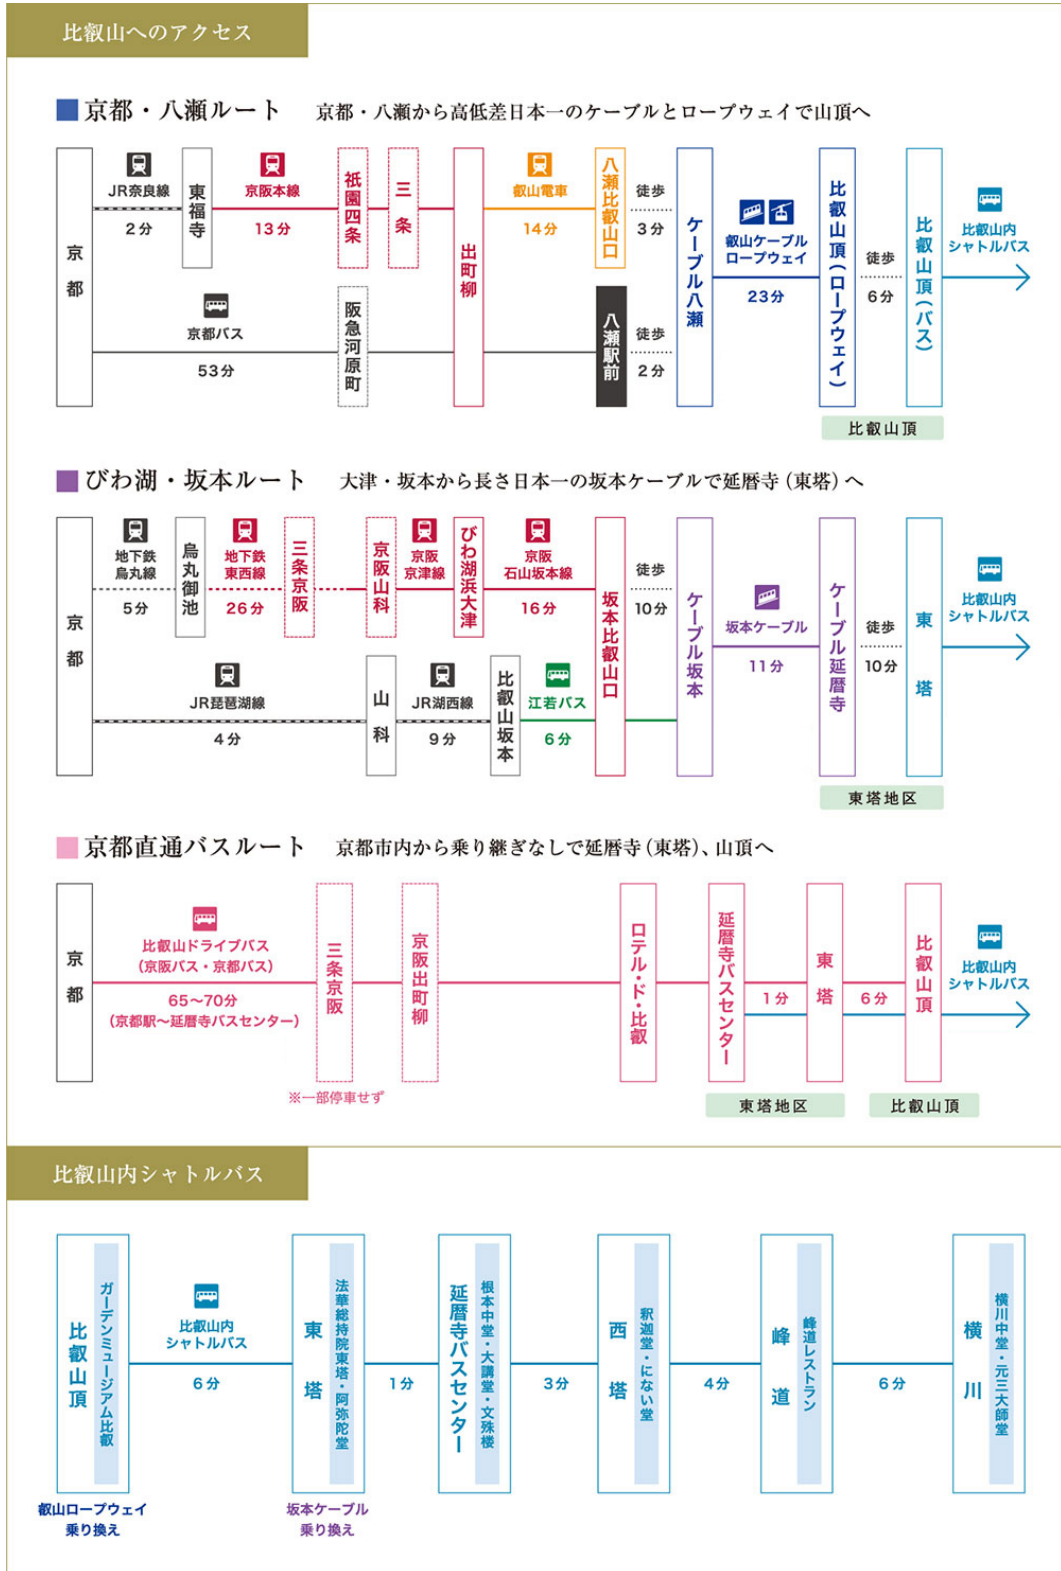 比叡山へのアクセス
京都・八瀬ルート 京都・八瀬から高低差日本一のケーブルとロープウェイで山頂へ
京都
JR奈良線
2分
東福寺
京阪本線
13分
祇園四条
三条
出町柳
叡山電車
14分
八瀬比叡山口
徒歩
3分
京都バス
53分
阪急河原町
八瀬駅前
徒歩
2分
ケーブル八瀬
叡山ケーブル
ロープウェイ
23分
比叡山頂(ロープウェイ)
徒歩
6分
比叡山頂(バス)
比叡山内
シャトルバス
比叡山頂
びわ湖・坂本ルート 大津・坂本から長さ日本一の坂本ケーブルで延暦寺(東塔)へ
京都
地下鉄
烏丸線
5分
烏丸御池
地下鉄
東西線
26分
三条京阪
京阪山科
京阪
京津線
びわ湖浜大津
京阪
石山坂本線
16分
坂本比叡山口
徒歩
10分
JR琵琶湖線
4分
山科
JR湖西線
9分
比叡山坂本
江若バス
6分
ケーブル坂本
坂本ケーブル
11分
ケーブル延暦寺
徒歩
10分
東塔
比叡山内
シャトルバス
東塔地区
京都直通バスルート 京都市内から乗り継ぎなしで延暦寺(東塔)、山頂へ
京都
比叡山ドライブバス
(京阪バス・京都バス)
65〜70分
(京都駅〜延暦寺バスセンター)
三条京阪
※一部停車せず
京阪出町柳
ロテル・ド・比叡
延暦寺バスセンター
1分
東塔
6分
比叡山頂
比叡山内
シャトルバス
東塔地区
比叡山頂
比叡山内シャトルバス
比叡山頂
ガーデンミュージアム比叡
叡山ロープウェイ
乗り換え
比叡山内
シャトルバス
6分
東塔
法華総持院東塔・阿弥陀堂
坂本ケーブル
乗り換え
1分
延暦寺バスセンター
根本中堂・大講堂・文殊楼
3分
西塔
釈迦堂・にない堂
4分
峰道
峰道レストラン
6分
横川
横川中堂・元三大師堂